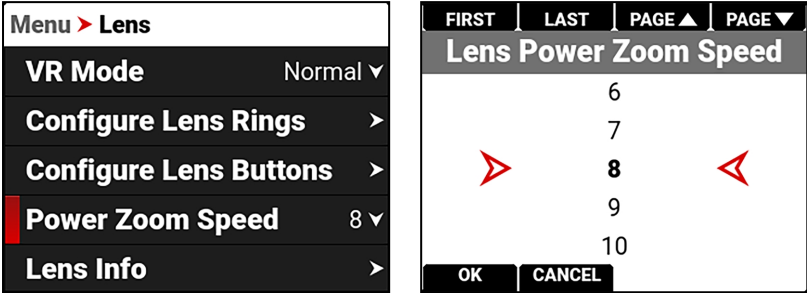 Menu > Lens
VR Mode Normal
Configure Lens Rings
Configure Lens Buttons
Power Zoom Speed 8
Lens Info
FIRST LAST PAGE▲ PAGE▼
Lens Power Zoom Speed
6
7
8
9
10
OK CANCEL